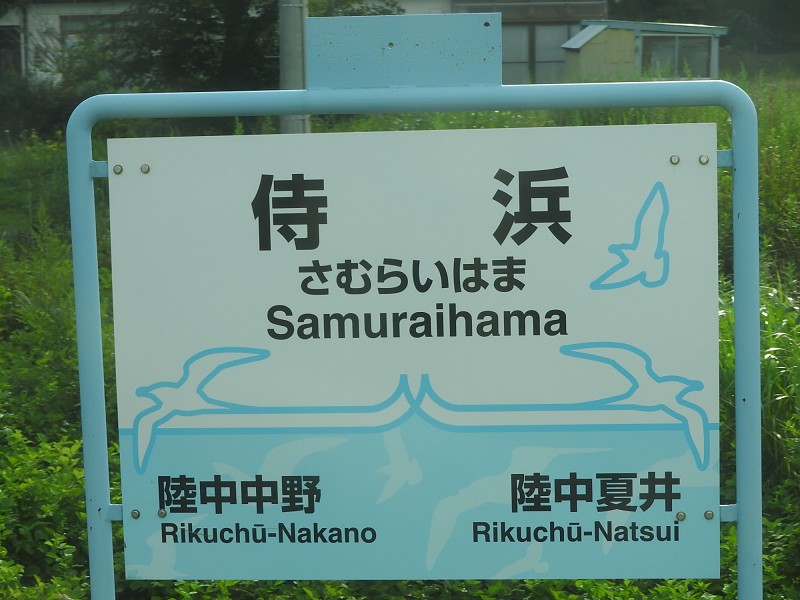 侍浜
さむらいはま
Samuraihama
陸中中野 陸中夏井
Rikuchū-Nakano Rikuchū-Natsui